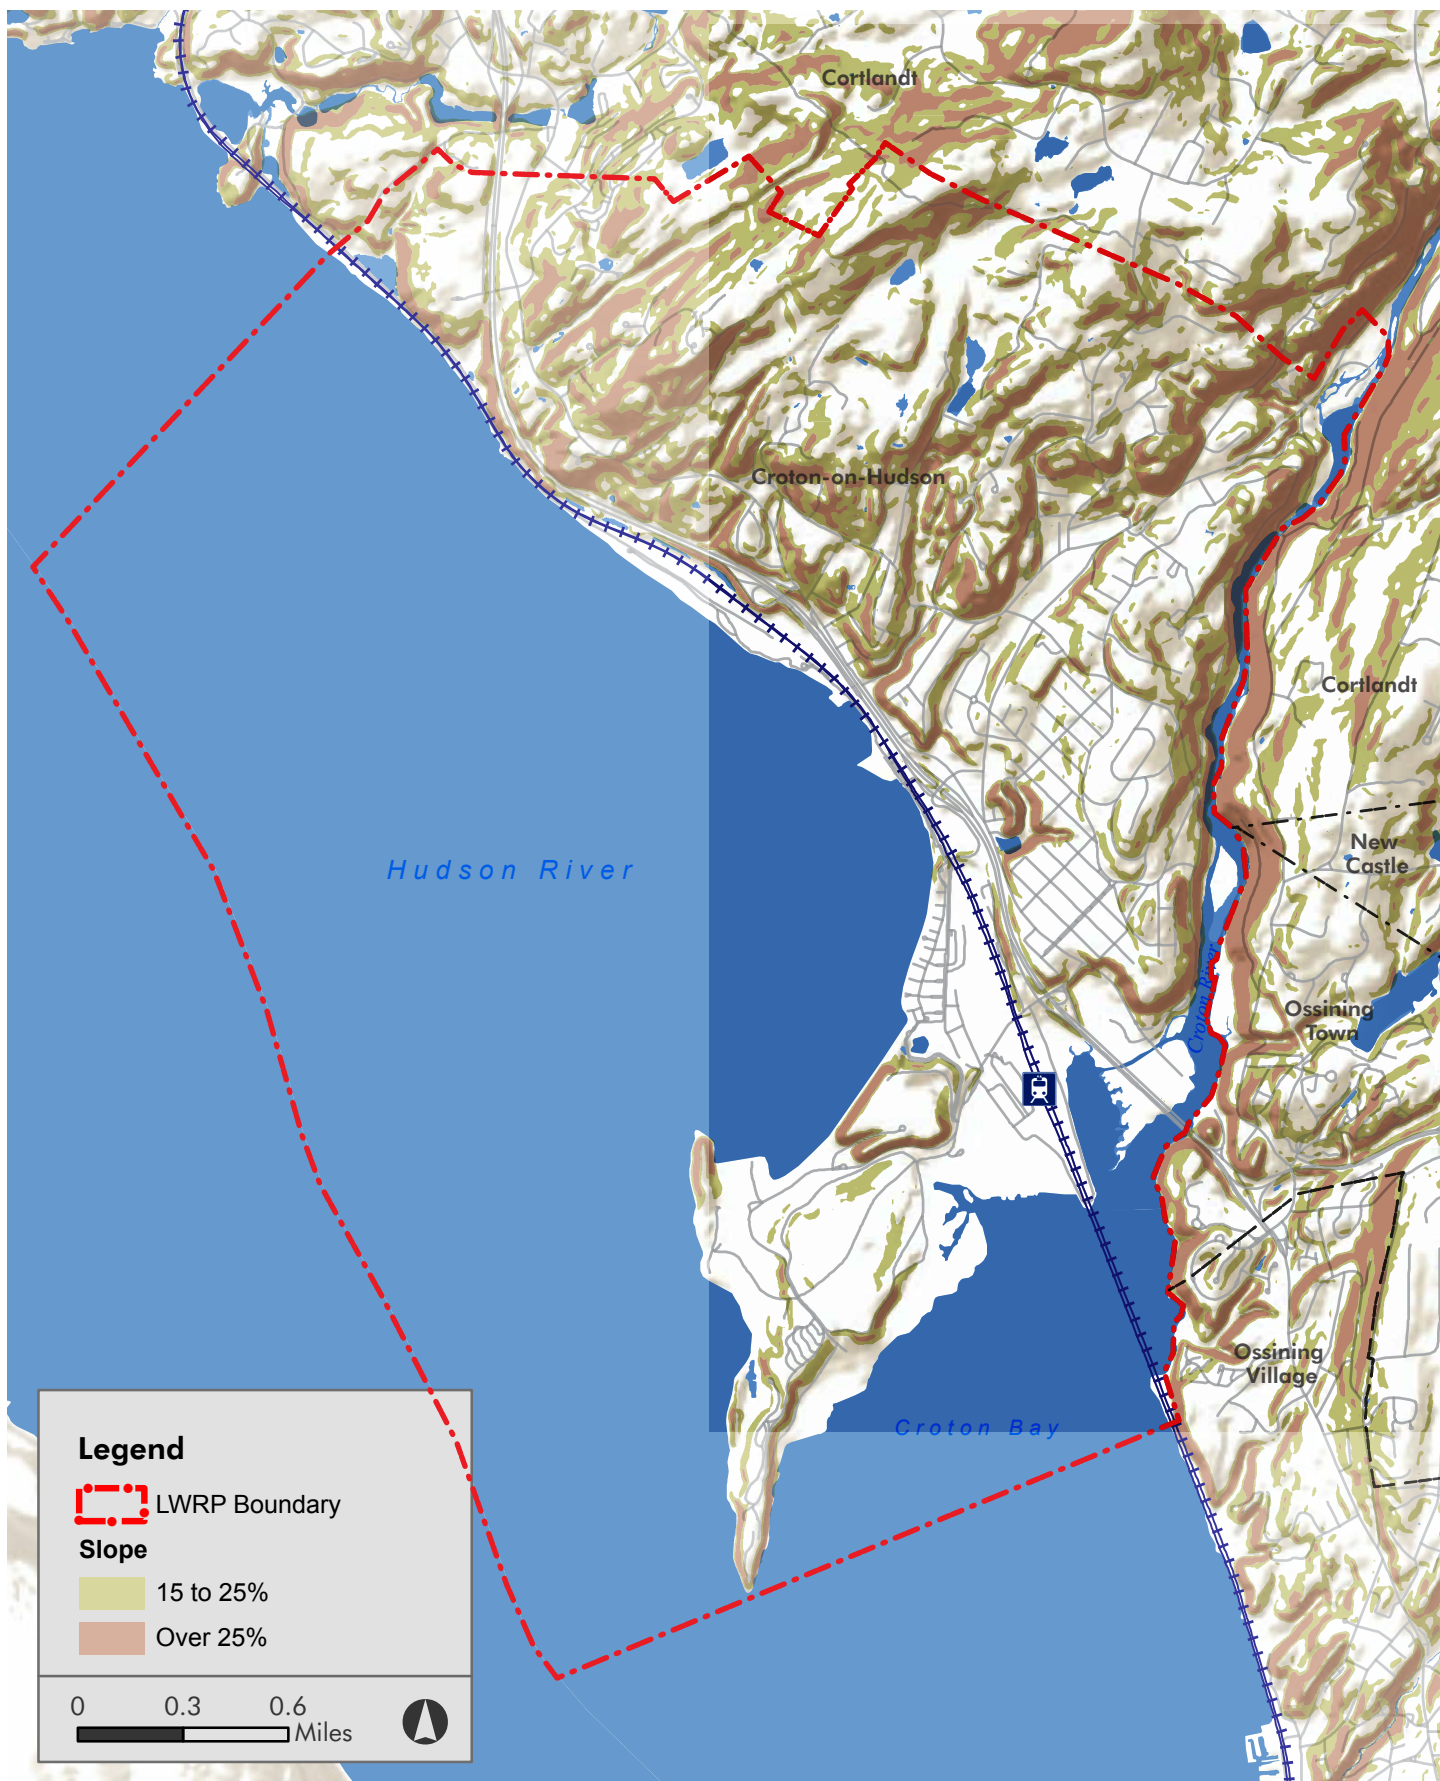 Cortlandt
Croton-on-Hudson
Cortlandt
New
Castle
Hudson River
Croton River
Ossining
Town
Ossining
Village
Croton Bay
Legend
LWRP Boundary
Slope
15 to 25%
Over 25%
0 0.3 0.6
Miles